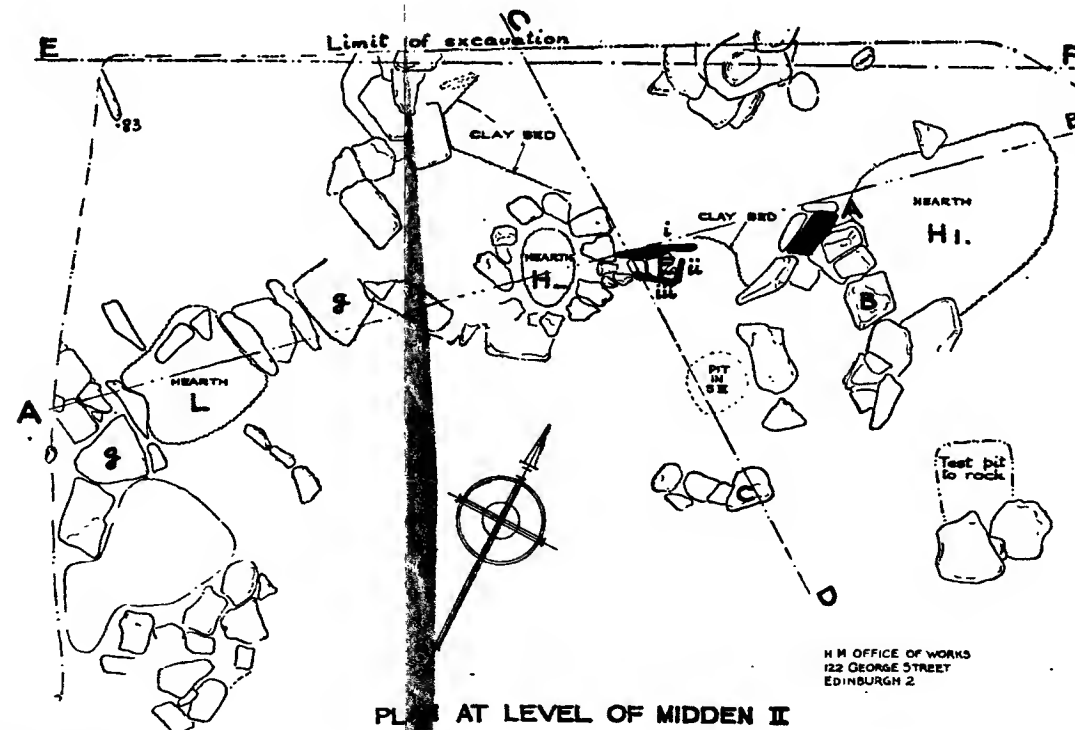 E
Limit of excavation
C
F
.83
CLAY BED
B
HEARTH
H1.
A
CLAY BED
i
ii
iii
HEARTH
H
g
B
HEARTH
L
A
g
PIT
IN
C
Test pit
to rock
D
H M OFFICE OF WORKS
122 GEORGE STREET
EDINBURGH 2
AT LEVEL OF MIDDEN II